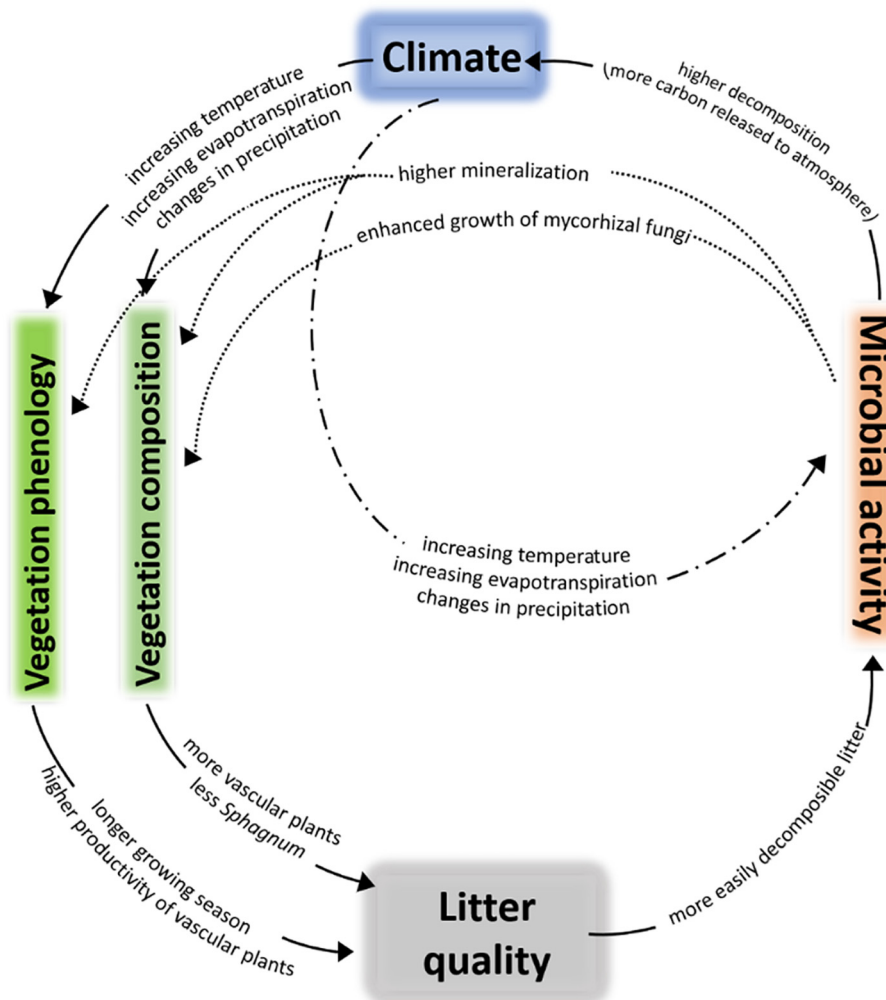 Climate
increasing temperature
increasing evapotranspiration
changes in precipitation
higher decomposition
(more carbon released to atmosphere)
higher mineralization
enhanced growth of mycorhizal fungi
Vegetation phenology
Vegetation composition
Microbial activity
increasing temperature
increasing evapotranspiration
changes in precipitation
more vascular plants
less Sphagnum
longer growing season
higher productivity of vascular plants
more easily decomposible litter
Litter
quality